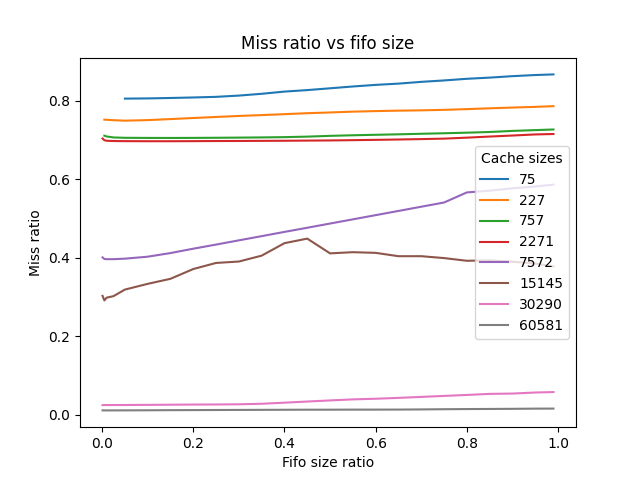 Miss ratio vs fifo size
Miss ratio
0.8
0.6
0.4
0.2
0.0
Cache sizes
75
227
757
2271
7572
15145
30290
60581
0.0 0.2 0.4 0.6 0.8 1.0
Fifo size ratio